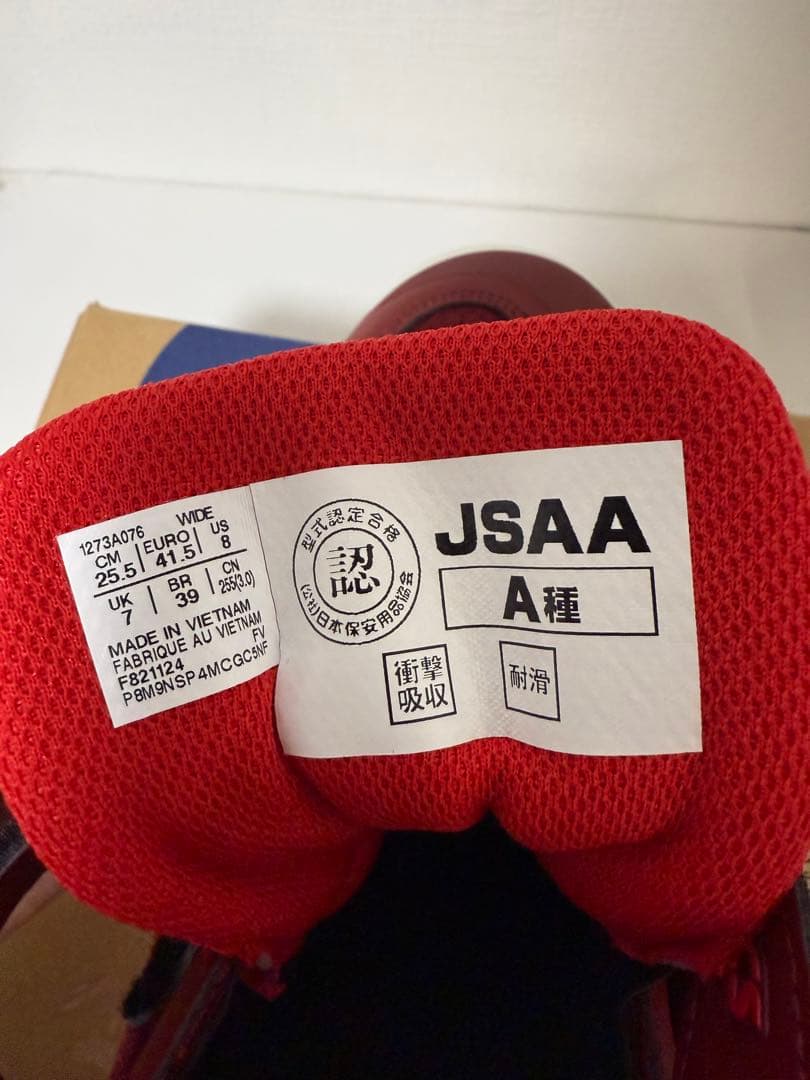 1273A076 WIDE
CM EURO US
25.5 41.5 8
UK BR CN
7 39 255(3.0)
MADE IN VIETNAM
FABRIQUE AU VIETNAM
F821124 FV
P8M9NSP4MCGC5NF
型式認定合格
認
(公社)日本保安用品協会
JSAA
A種
衝撃
吸収
耐滑